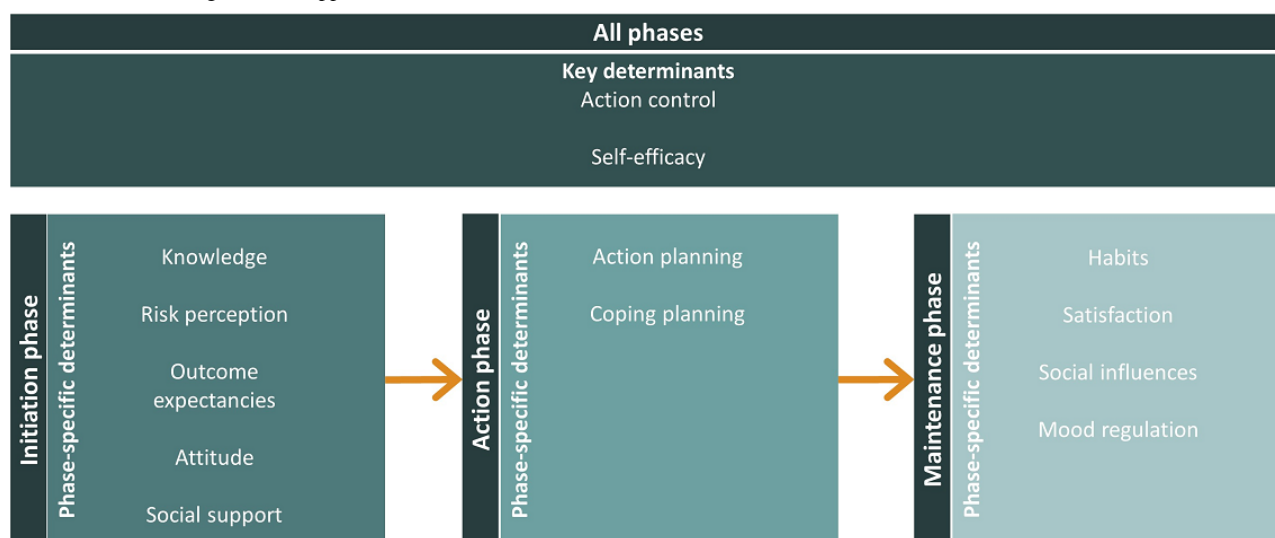 All phases
Key determinants
Action control
Self-efficacy
Initiation phase
Phase-specific determinants
Knowledge
Risk perception
Outcome
expectancies
Attitude
Social support
Action phase
Phase-specific determinants
Action planning
Coping planning
Maintenance phase
Phase-specific determinants
Habits
Satisfaction
Social influences
Mood regulation